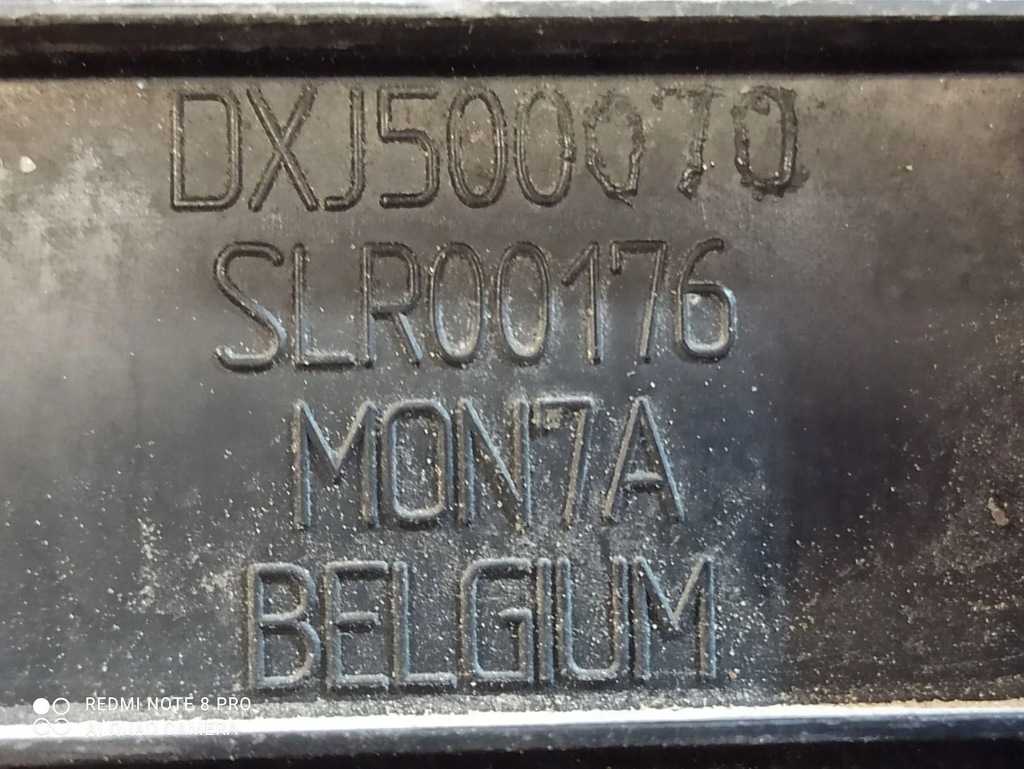 DXJ500070
SLR00176
MON7A
BELGIUM
REDMI NOTE 8 PRO
AI QUAD CAMERA